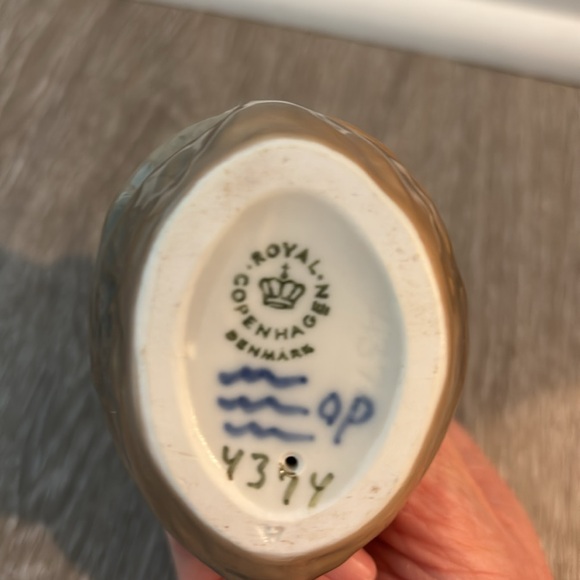 ROYAL
COPENHAGEN
DENMARK
OP
4374